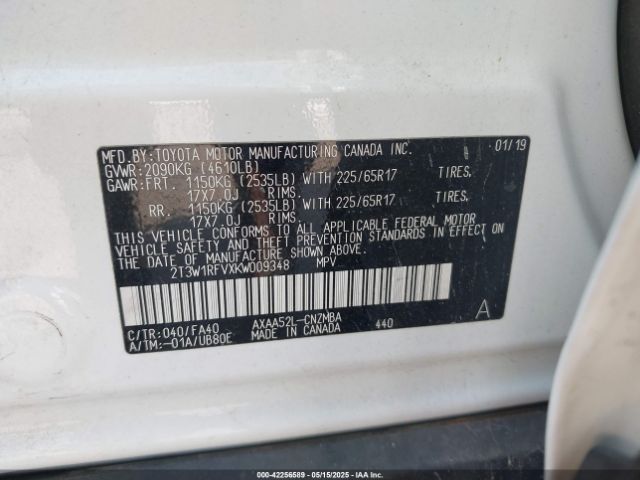 MFD.BY:TOYOTA MOTOR MANUFACTURING CANADA INC. 01/19
GVWR:2090KG (4610LB)
GAWR:FRT. 1150KG (2535LB) WITH 225/65R17 TIRES.
17X7.0J RIMS.
RR. 1150KG (2535LB) WITH 225/65R17 TIRES.
17X7.0J RIMS.
THIS VEHICLE CONFORMS TO ALL APPLICABLE FEDERAL MOTOR
VEHICLE SAFETY AND THEFT PREVENTION STANDARDS IN EFFECT
ON THE DATE OF MANUFACTURE SHOWN ABOVE.
2T3W1RFVXKW009348 MPV
C/TR:040/FA40 AXAA52L-CNZMBA 440 A
A/TM:-01A/UB80E MADE IN CANADA
000-42256589 - 05/15/2025 - IAA Inc.